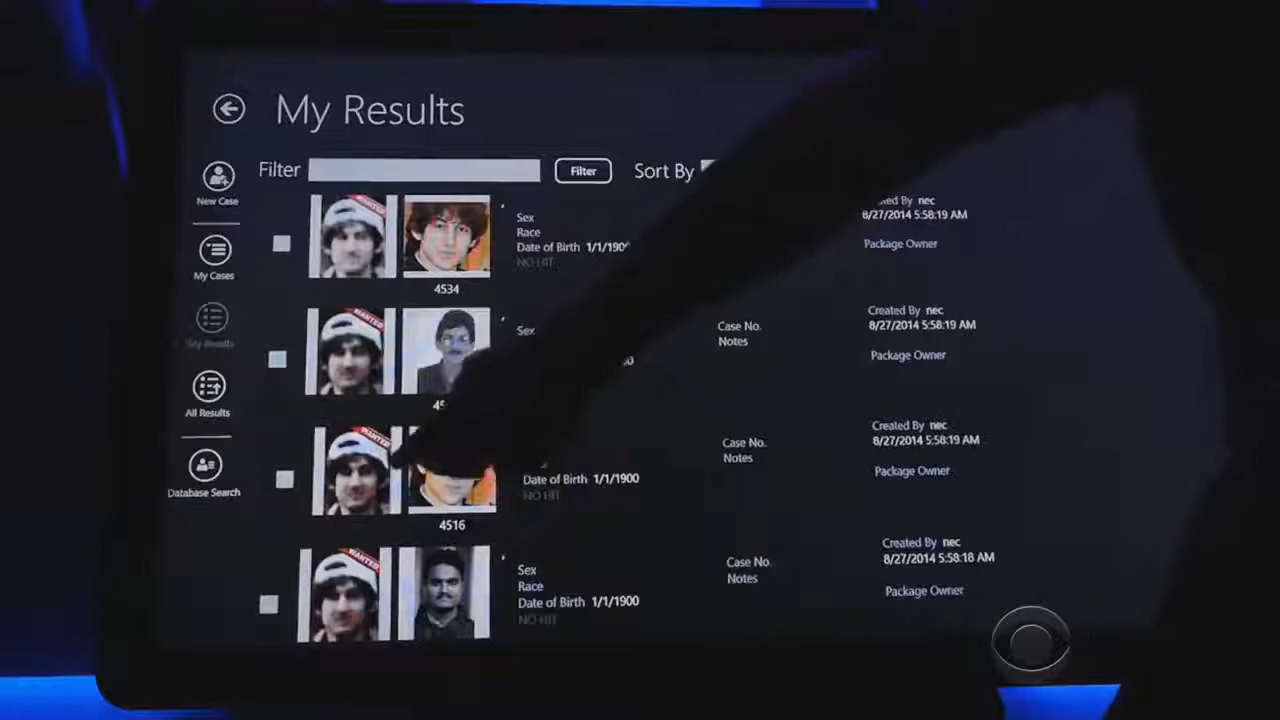 My Results
Filter
Filter
Sort By
New Case
My Cases
My Results
All Results
Database Search
WANTED
4534
Sex
Race
Date of Birth 1/1/190
NO HIT
nec
8/27/2014 5:58:19 AM
Package Owner
WANTED
Sex
Case No.
Notes
Created By nec
8/27/2014 5:58:19 AM
Package Owner
WANTED
4516
Date of Birth 1/1/1900
NO HIT
Case No.
Notes
Created By nec
8/27/2014 5:58:19 AM
Package Owner
WANTED
Sex
Race
Date of Birth 1/1/1900
NO HIT
Case No.
Notes
Created By nec
8/27/2014 5:58:18 AM
Package Owner